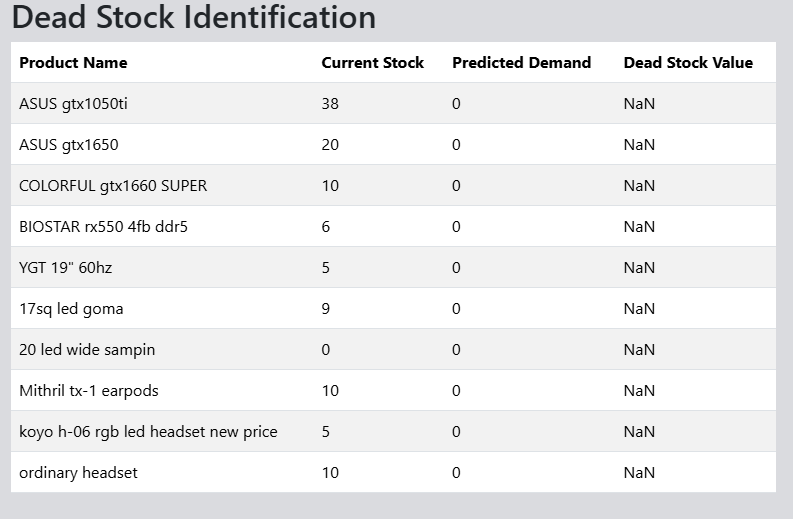 Dead Stock Identification
Product Name Current Stock Predicted Demand Dead Stock Value
ASUS gtx1050ti 38 0 NaN
ASUS gtx1650 20 0 NaN
COLORFUL gtx1660 SUPER 10 0 NaN
BIOSTAR rx550 4fb ddr5 6 0 NaN
YGT 19" 60hz 5 0 NaN
17sq led goma 9 0 NaN
20 led wide sampin 0 0 NaN
Mithril tx-1 earpods 10 0 NaN
koyo h-06 rgb led headset new price 5 0 NaN
ordinary headset 10 0 NaN